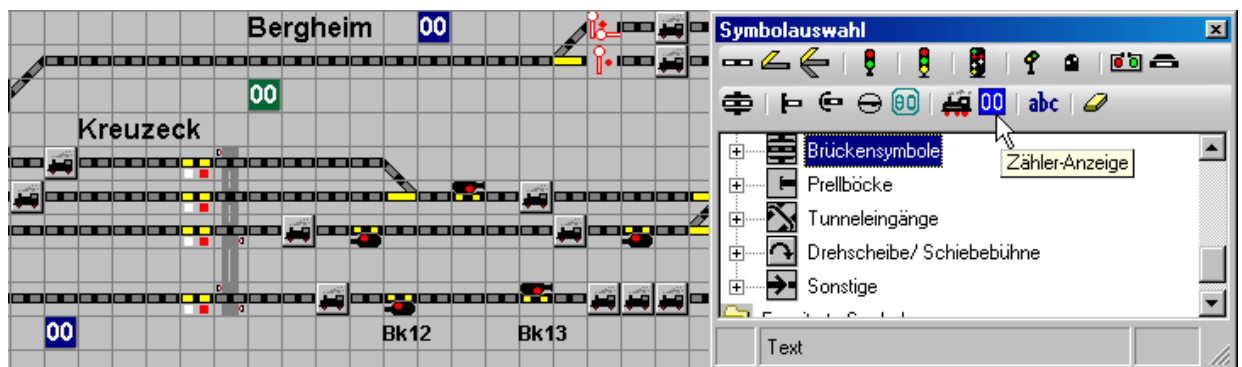 Bergheim 00
00
Kreuzeck
00
Bk12 Bk13
Symbolauswahl
80 00 abc
Brückensymbole
Zähler-Anzeige
Prellböcke
Tunneleingänge
Drehscheibe/ Schiebebühne
Sonstige
Text